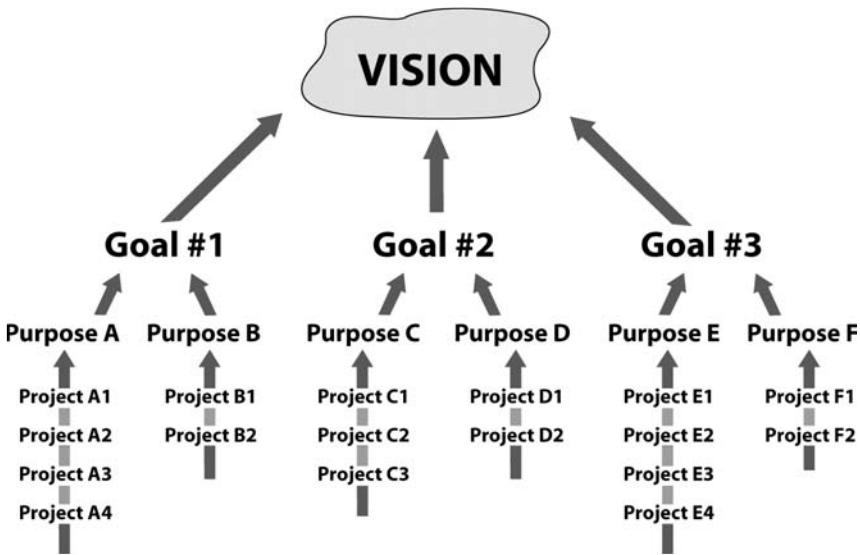 VISION
Goal #1
Goal #2
Goal #3
Purpose A
Purpose B
Purpose C
Purpose D
Purpose E
Purpose F
Project A1
Project A2
Project A3
Project A4
Project B1
Project B2
Project C1
Project C2
Project C3
Project D1
Project D2
Project E1
Project E2
Project E3
Project E4
Project F1
Project F2